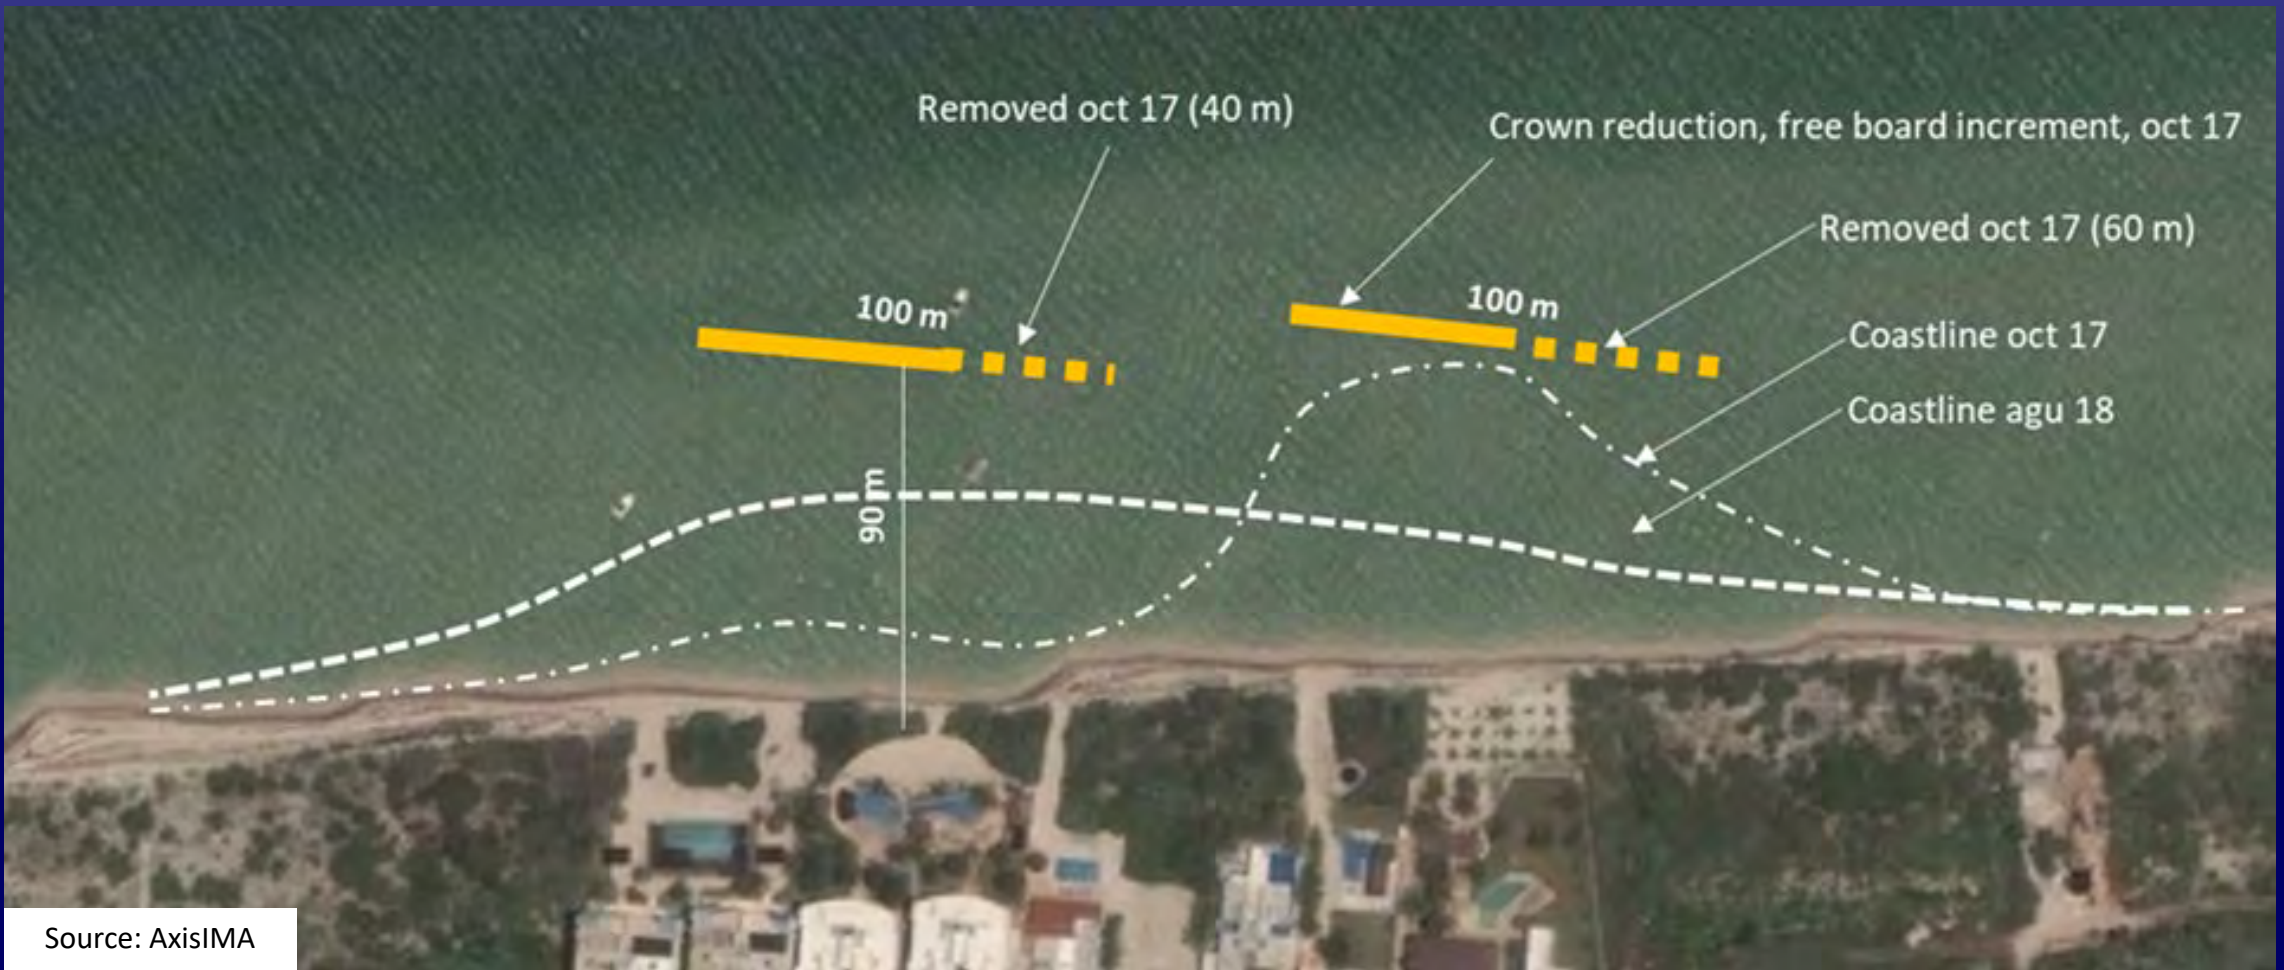 Removed oct 17 (40 m)
Crown reduction, free board increment, oct 17
Removed oct 17 (60 m)
100 m
100 m
Coastline oct 17
Coastline agu 18
90 m
Source: AxisIMA